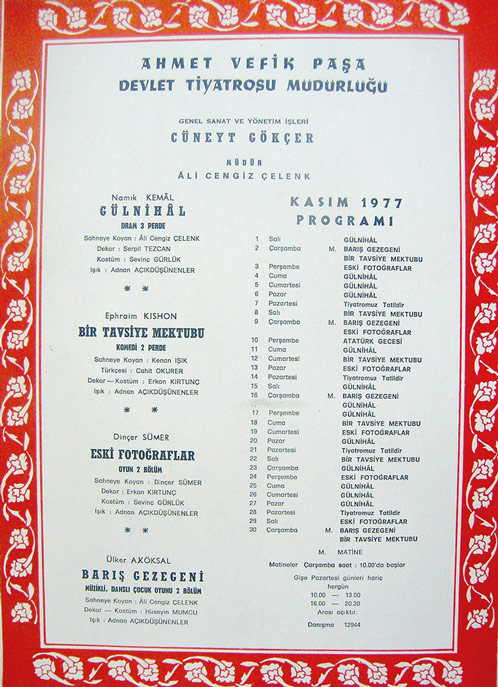 AHMET VEFİK PAŞA
DEVLET TİYATROSU MÜDÜRLÜĞÜ
GENEL SANAT VE YÖNETİM İŞLERİ
CÜNEYT GÖKÇER
MÜDÜR
ÂLİ CENGİZ ÇELENK
Namık KEMÂL
GÜLNİHÂL
DRAM 3 PERDE
Sahneye Koyan : Âli Cengiz ÇELENK
Dekor : Serpil TEZCAN
Kostüm : Sevinç GÜRLÜK
Işık : Adnan AÇIKDÜŞÜNENLER
* *
Ephraim KISHON
BİR TAVSİYE MEKTUBU
KOMEDİ 2 PERDE
Sahneye Koyan : Kenan IŞIK
Türkçesi : Cahit OKURER
Dekor — Kostüm : Erkan KIRTUNÇ
Işık : Adnan AÇIKDÜŞÜNENLER
* *
Dinçer SÜMER
ESKİ FOTOĞRAFLAR
OYUN 2 BÖLÜM
Sahneye Koyan : Dinçer SÜMER
Dekor : Erkan KIRTUNÇ
Kostüm : Sevinç GÜRLÜK
Işık : Adnan AÇIKDÜŞÜNENLER
* *
Ülker A.KÖKSAL
BARIŞ GEZEGENİ
MÜZİKLİ, DANSLI ÇOCUK OYUNU 2 BÖLÜM
Sahneye Koyan : Âli Cengiz ÇELENK
Dekor — Kostüm : Hüseyin MUMCU
Işık : Adnan AÇIKDÜŞÜNENLER
KASIM 1977
PROGRAMI
1 Salı GÜLNİHÂL
2 Çarşamba M. BARIŞ GEZEGENİ
BİR TAVSİYE MEKTUBU
3 Perşembe ESKİ FOTOĞRAFLAR
4 Cuma GÜLNİHÂL
5 Cumartesi GÜLNİHÂL
6 Pazar GÜLNİHÂL
7 Pazartesi Tiyatromuz Tatildir
8 Salı BİR TAVSİYE MEKTUBU
9 Çarşamba M. BARIŞ GEZEGENİ
ESKİ FOTOĞRAFLAR
10 Perşembe ATATÜRK GECESİ
11 Cuma GÜLNİHÂL
12 Cumartesi BİR TAVSİYE MEKTUBU
13 Pazar ESKİ FOTOĞRAFLAR
14 Pazartesi Tiyatromuz Tatildir
15 Salı GÜLNİHÂL
16 Çarşamba M. BARIŞ GEZEGENİ
GÜLNİHÂL
17 Perşembe GÜLNİHÂL
18 Cuma BİR TAVSİYE MEKTUBU
19 Cumartesi ESKİ FOTOĞRAFLAR
20 Pazar GÜLNİHÂL
21 Pazartesi Tiyatromuz Tatildir
22 Salı BİR TAVSİYE MEKTUBU
23 Çarşamba GÜLNİHÂL
24 Perşembe ESKİ FOTOĞRAFLAR
25 Cuma GÜLNİHÂL
26 Cumartesi GÜLNİHÂL
27 Pazar GÜLNİHÂL
28 Pazartesi Tiyatromuz Tatildir
29 Salı ESKİ FOTOĞRAFLAR
30 Çarşamba M. BARIŞ GEZEGENİ
BİR TAVSİYE MEKTUBU
M. MATİNE
Matineler Çarşamba saat : 10.00'da başlar
Gişe Pazartesi günleri hariç
hergün
10.00 — 13.00
16.00 — 20.30
Arası açıktır.
Danışma 12944